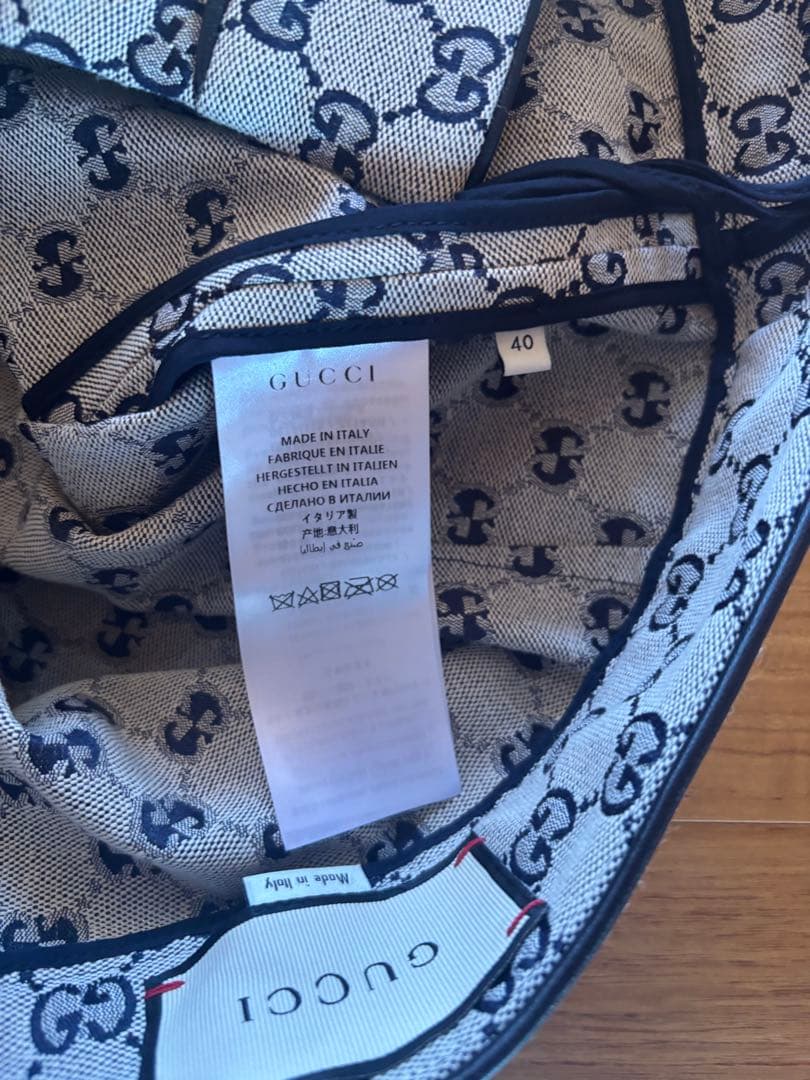 GUCCI
40
MADE IN ITALY
FABRIQUE EN ITALIE
HERGESTELLT IN ITALIEN
HECHO EN ITALIA
СДЕЛАНО В ИТАЛИИ
イタリア製
产地:意大利
صنع في إيطاليا
Made in Italy
GUCCI